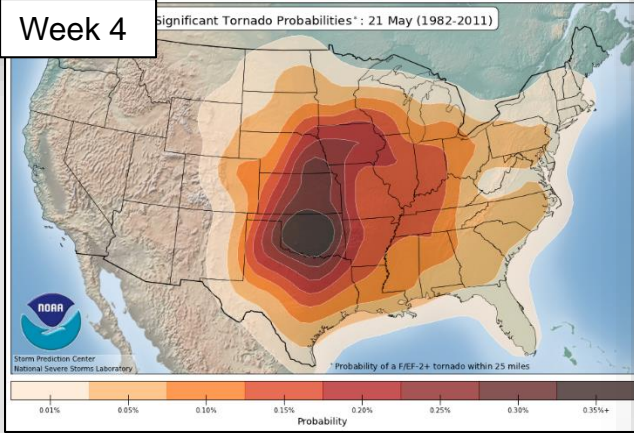 Week 4
Significant Tornado Probabilities*: 21 May (1982-2011)
NOAA
Storm Prediction Center
National Severe Storms Laboratory
*Probability of a F/EF-2+ tornado within 25 miles
0.01% 0.05% 0.10% 0.15% 0.20% 0.25% 0.30% 0.35%+
Probability